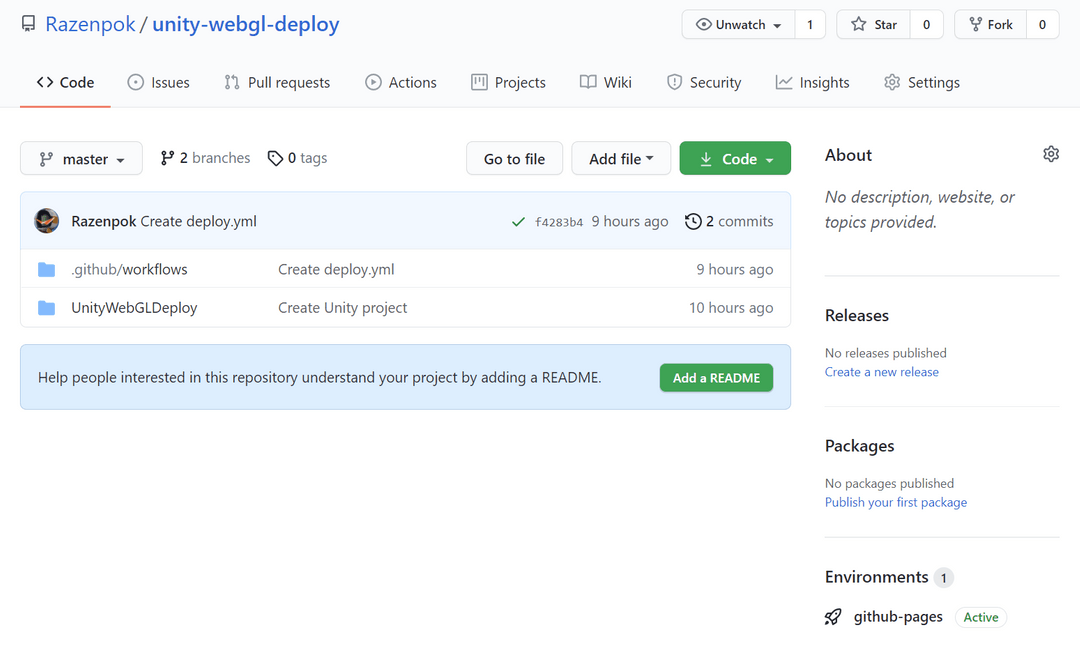 Razenpok / unity-webgl-deploy
Unwatch 1 Star 0 Fork 0
Code Issues Pull requests Actions Projects Wiki Security Insights Settings
master 2 branches 0 tags Go to file Add file Code
Razenpok Create deploy.yml f4283b4 9 hours ago 2 commits
.github/workflows Create deploy.yml 9 hours ago
UnityWebGLDeploy Create Unity project 10 hours ago
Help people interested in this repository understand your project by adding a README. Add a README
About
No description, website, or
topics provided.
Releases
No releases published
Create a new release
Packages
No packages published
Publish your first package
Environments 1
github-pages Active